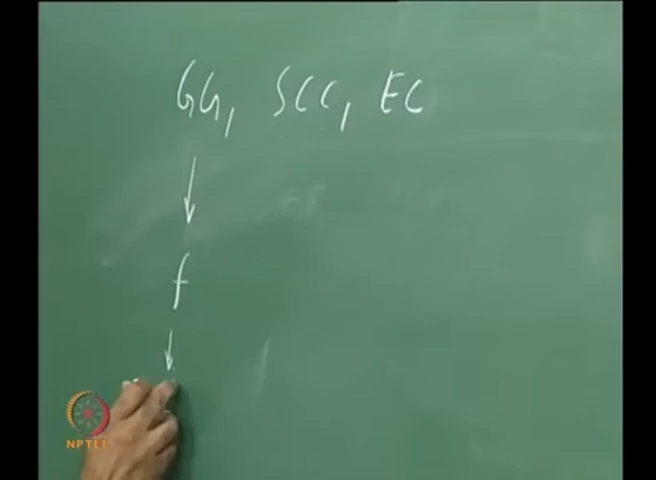 GG, SCC, EC
↓
f
↓
NPTEL